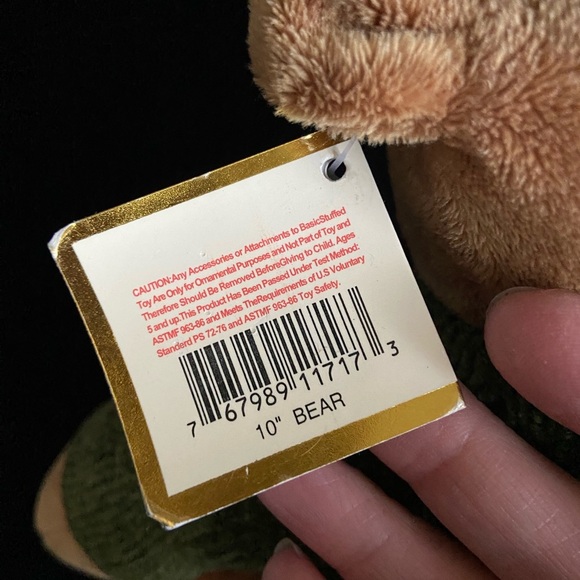 CAUTION:Any Accessories or Attachments to BasicStuffed
Toy Are Only for Ornamental Purposes and Not Part of Toy and
Therefore Should Be Removed BeforeGiving to Child. Ages
5 and up.This Product Has Been Passed Under Test Method:
ASTMF 963-86 and Meets TheRequirements of U.S Voluntary
Standerd PS 72-76 and ASTMF 963-86 Toy Safety.
7 67989 11717 3
10" BEAR